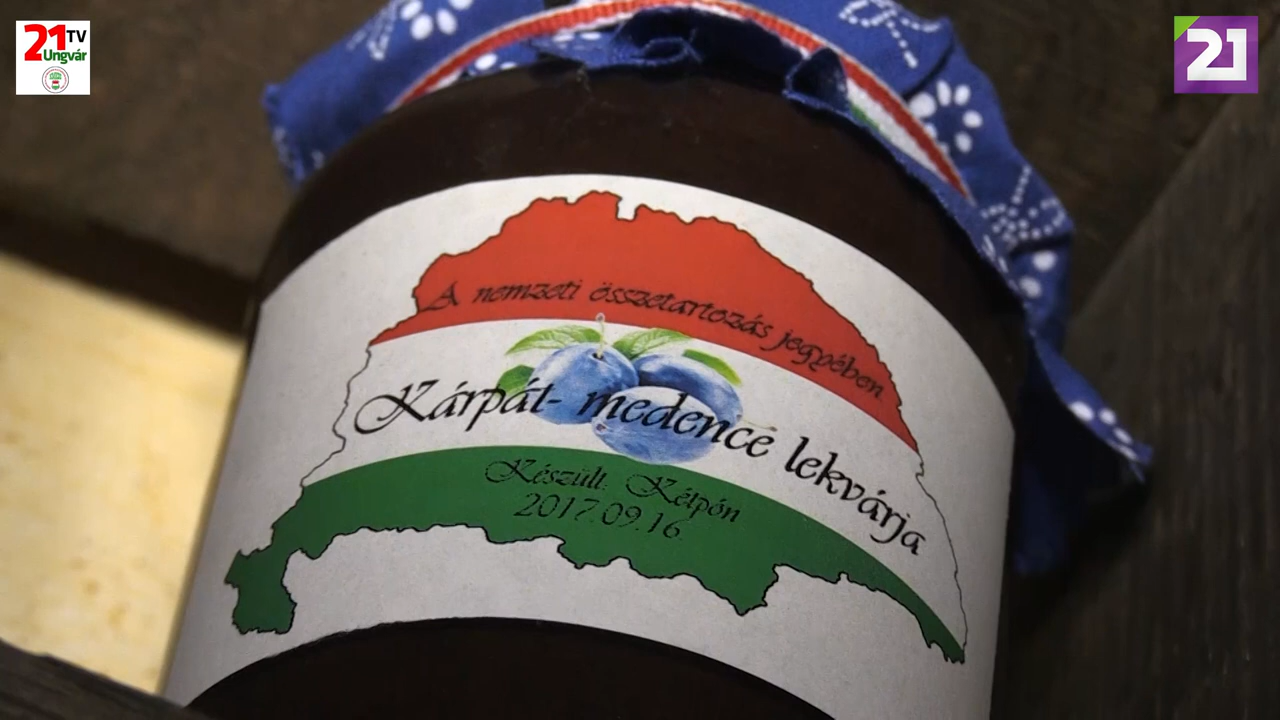 21TV
Ungvár
21
A nemzeti összetartozás jegyében
Kárpát- medence lekvárja
Készült: Kétpón
2017.09.16.